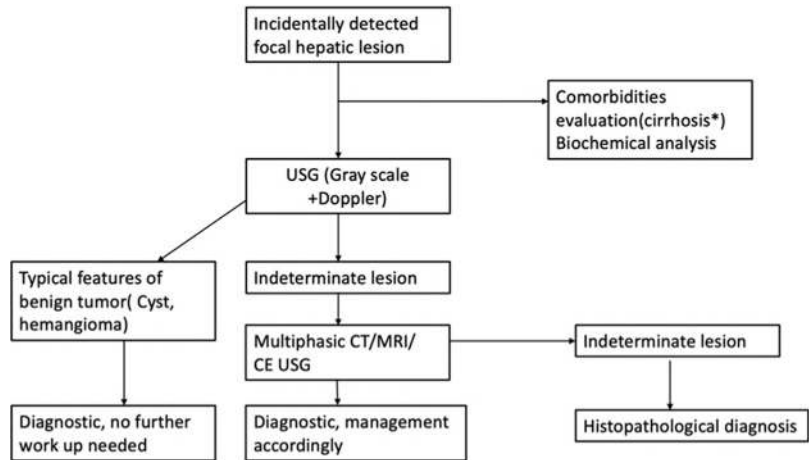 Incidentally detected
focal hepatic lesion
Comorbidities
evaluation(cirrhosis*)
Biochemical analysis
USG (Gray scale
+Doppler)
Typical features of
benign tumor( Cyst,
hemangioma)
Indeterminate lesion
Multiphasic CT/MRI/
CE USG
Indeterminate lesion
Diagnostic, no further
work up needed
Diagnostic, management
accordingly
Histopathological diagnosis